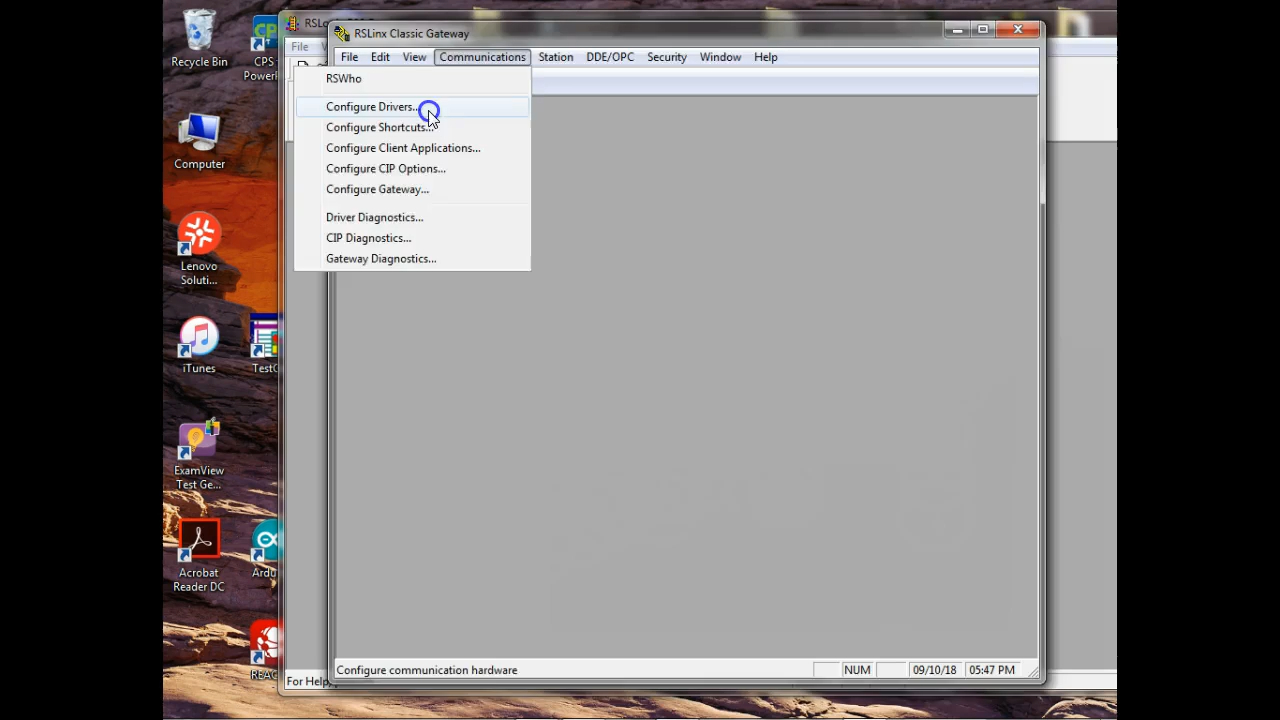 Recycle Bin
CPS
PowerL
Computer
Lenovo
Soluti...
iTunes
TestG
ExamView
Test Ge...
Acrobat
Reader DC
Ardu
REAC
RSLo
File
RSLinx Classic Gateway
File Edit View Communications Station DDE/OPC Security Window Help
RSWho
Configure Drivers...
Configure Shortcuts...
Configure Client Applications...
Configure CIP Options...
Configure Gateway...
Driver Diagnostics...
CIP Diagnostics...
Gateway Diagnostics...
Configure communication hardware
NUM 09/10/18 05:47 PM
For Help,